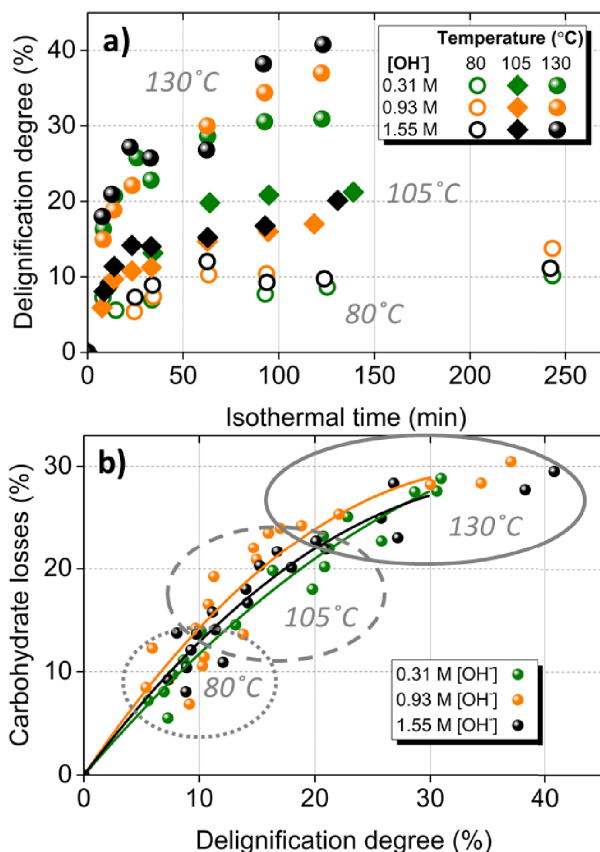 a)
Delignification degree (%)
40
30
20
10
0
130˚C
105˚C
80˚C
Temperature (°C)
[OH⁻] 80 105 130
0.31 M
0.93 M
1.55 M
0 50 100 150 200 250
Isothermal time (min)
b)
Carbohydrate losses (%)
30
20
10
0
130˚C
105˚C
80˚C
0.31 M [OH⁻]
0.93 M [OH⁻]
1.55 M [OH⁻]
0 10 20 30 40
Delignification degree (%)